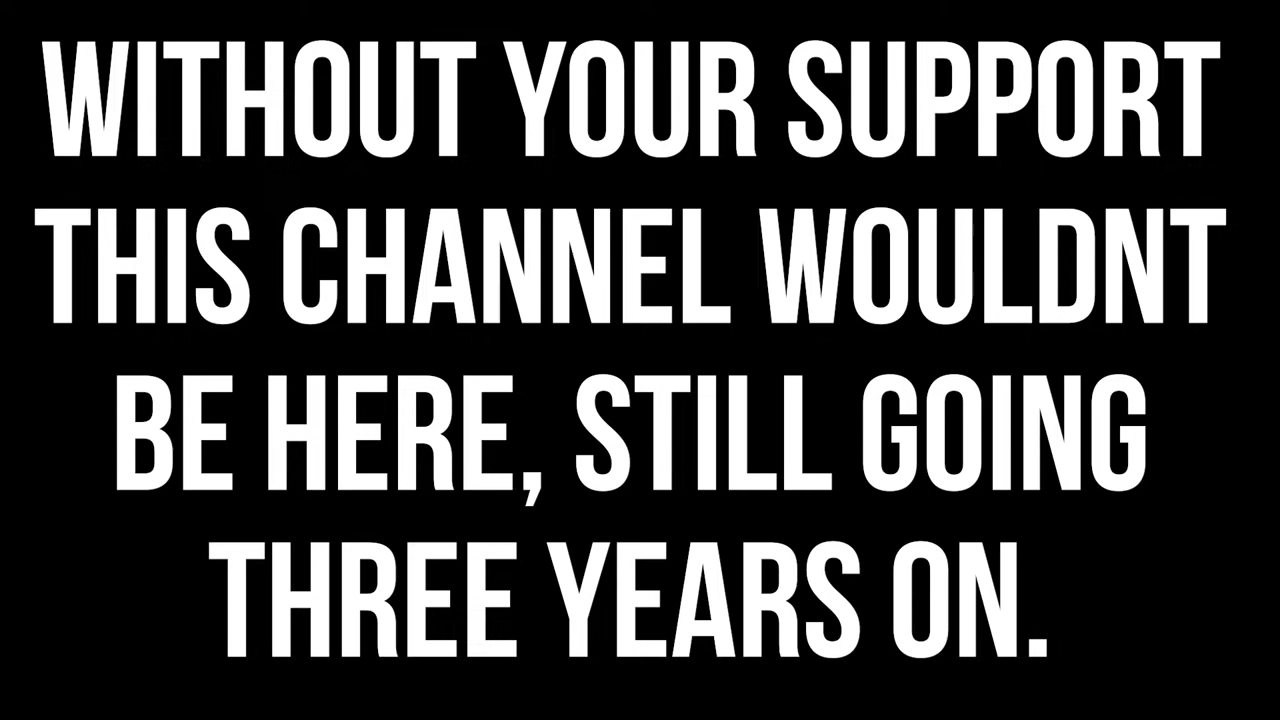 WITHOUT YOUR SUPPORT
THIS CHANNEL WOULDNT
BE HERE, STILL GOING
THREE YEARS ON.